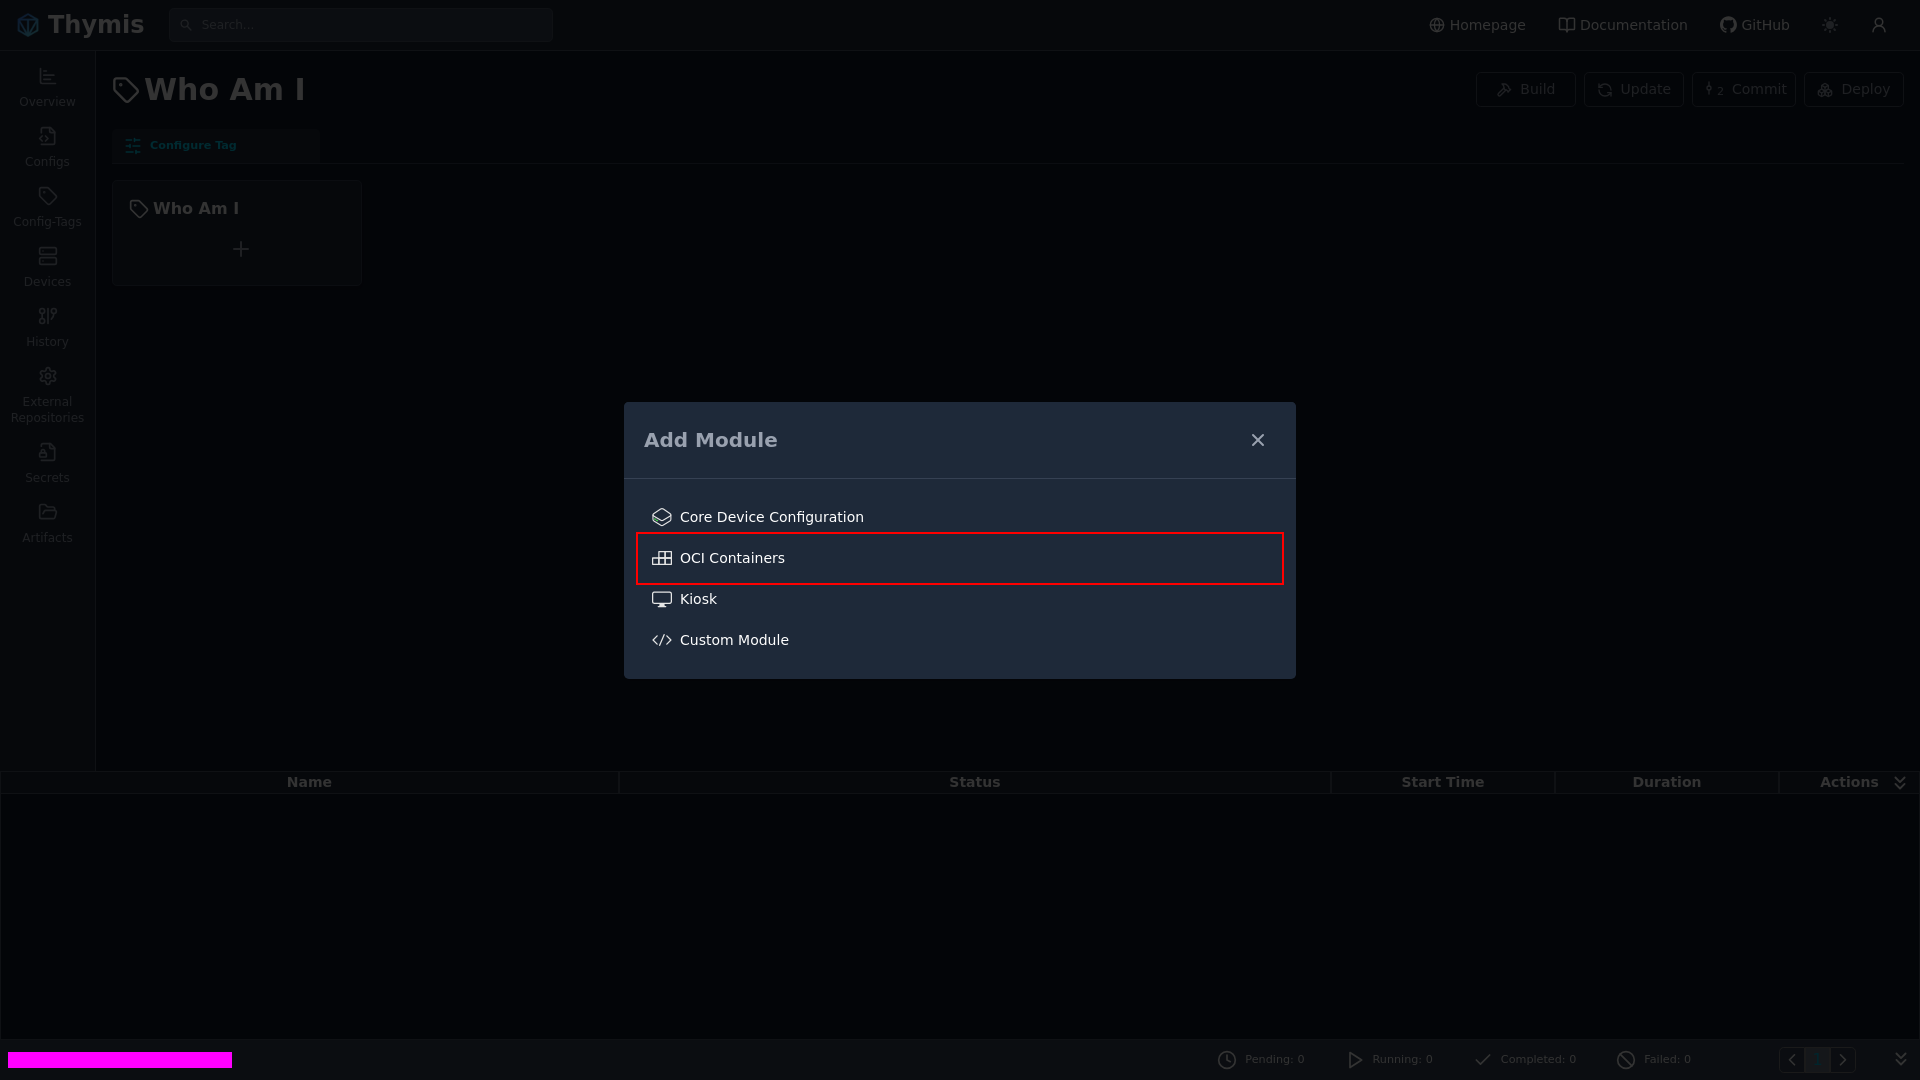 Thymis
Search...
Homepage
Documentation
GitHub
Overview
Configs
Config-Tags
Devices
History
External
Repositories
Secrets
Artifacts
Who Am I
Build
Update
2 Commit
Deploy
Configure Tag
Who Am I
Add Module
Core Device Configuration
OCI Containers
Kiosk
Custom Module
Name
Status
Start Time
Duration
Actions
Pending: 0
Running: 0
Completed: 0
Failed: 0